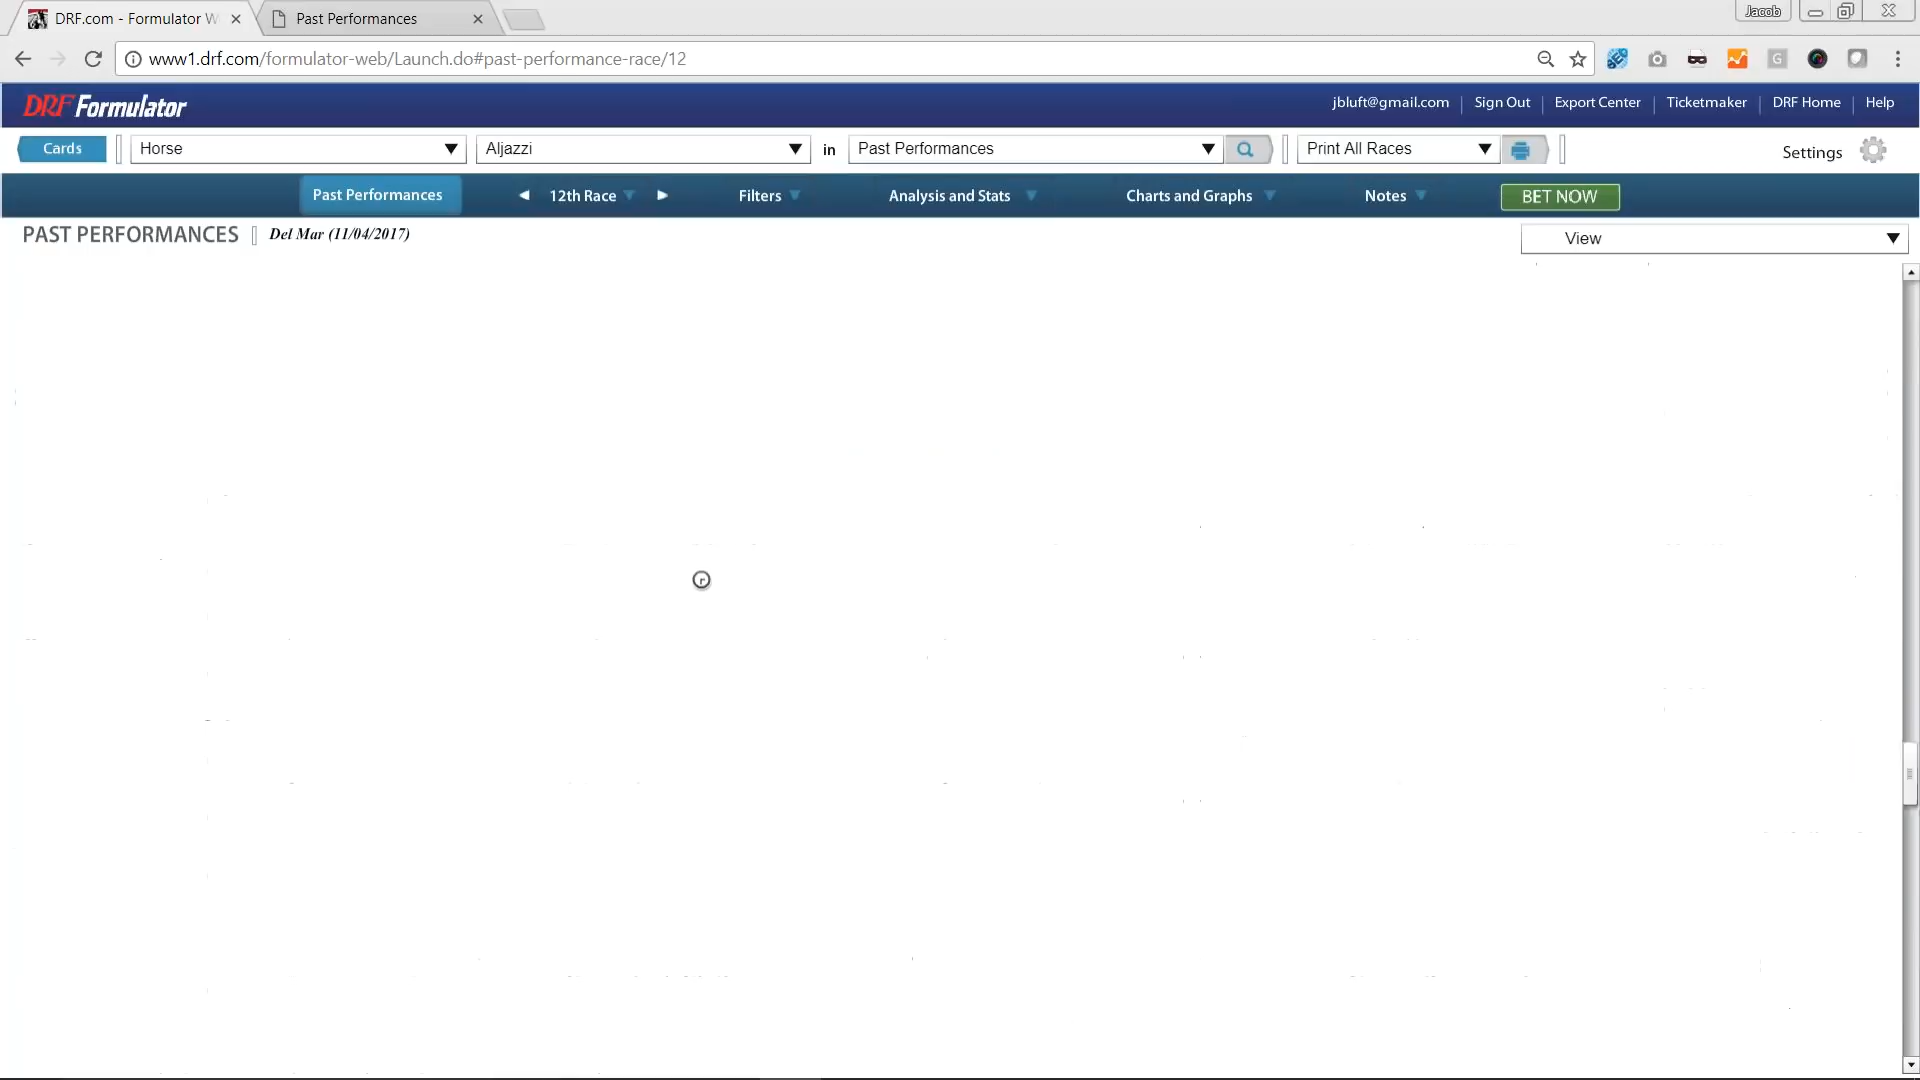 DRF.com - Formulator W
Past Performances
Jacob
www1.drf.com/formulator-web/Launch.do#past-performance-race/12
DRF Formulator
jbluft@gmail.com Sign Out Export Center Ticketmaker DRF Home Help
Cards Horse Aljazzi in Past Performances Print All Races Settings
Past Performances 12th Race Filters Analysis and Stats Charts and Graphs Notes BET NOW
PAST PERFORMANCES Del Mar (11/04/2017) View